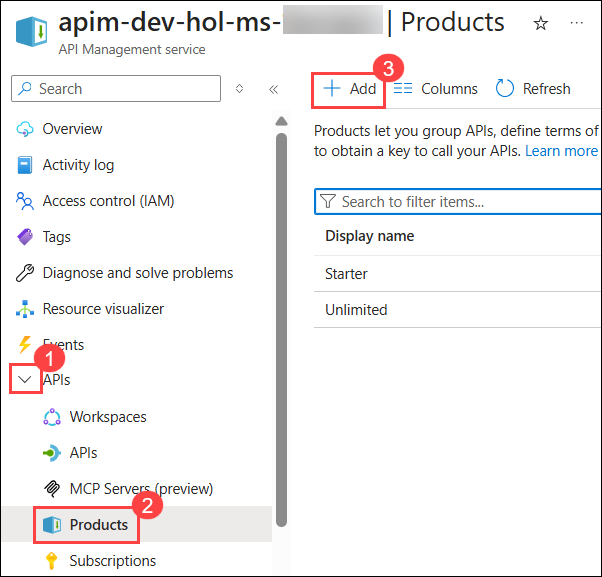 apim-dev-hol-ms- | Products
API Management service
Search
Add
Columns
Refresh
3
Products let you group APIs, define terms of
to obtain a key to call your APIs. Learn more
Search to filter items...
Display name
Starter
Unlimited
Overview
Activity log
Access control (IAM)
Tags
Diagnose and solve problems
Resource visualizer
Events
1
APIs
Workspaces
APIs
MCP Servers (preview)
2
Products
Subscriptions